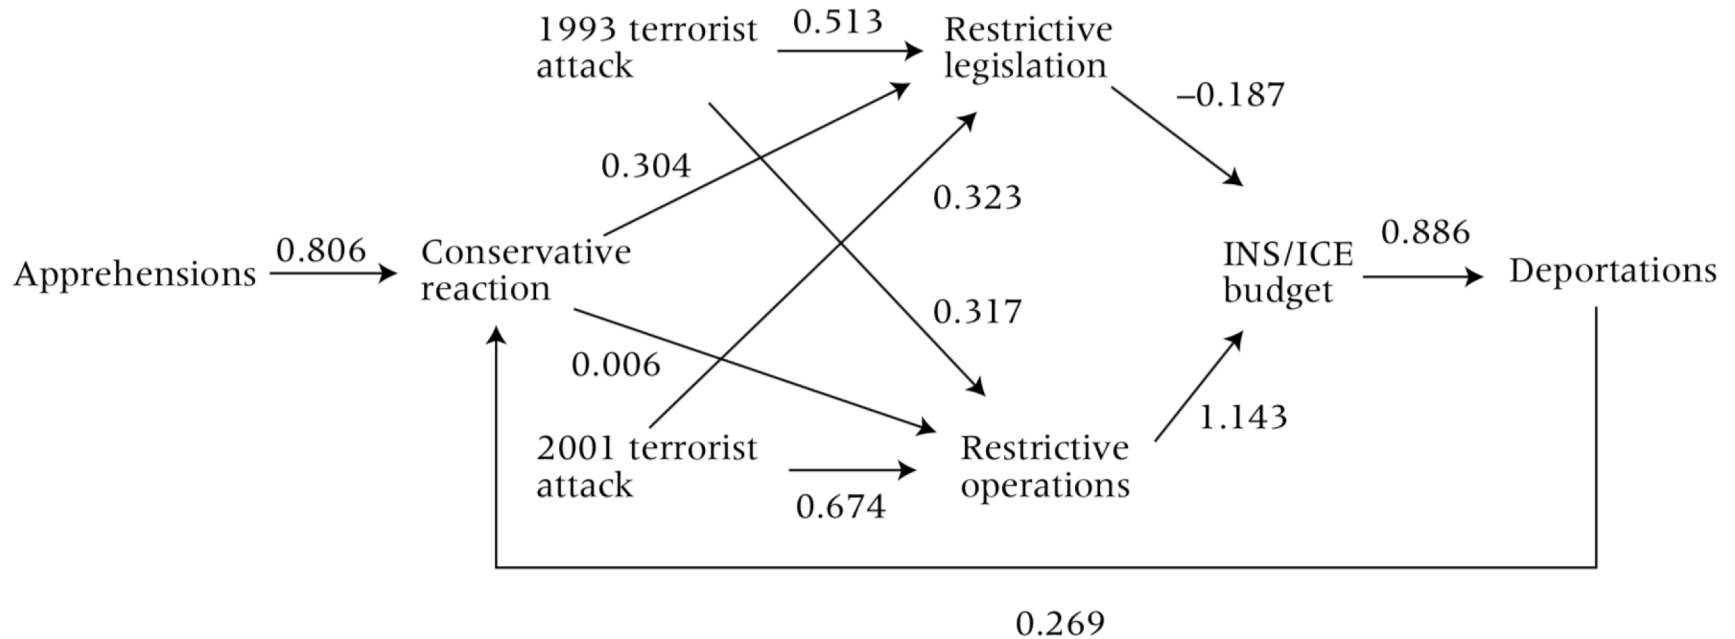 1993 terrorist
attack
0.513
Restrictive
legislation
–0.187
0.304
0.323
Apprehensions
0.806
Conservative
reaction
INS/ICE
budget
0.886
Deportations
0.317
0.006
1.143
2001 terrorist
attack
0.674
Restrictive
operations
0.269